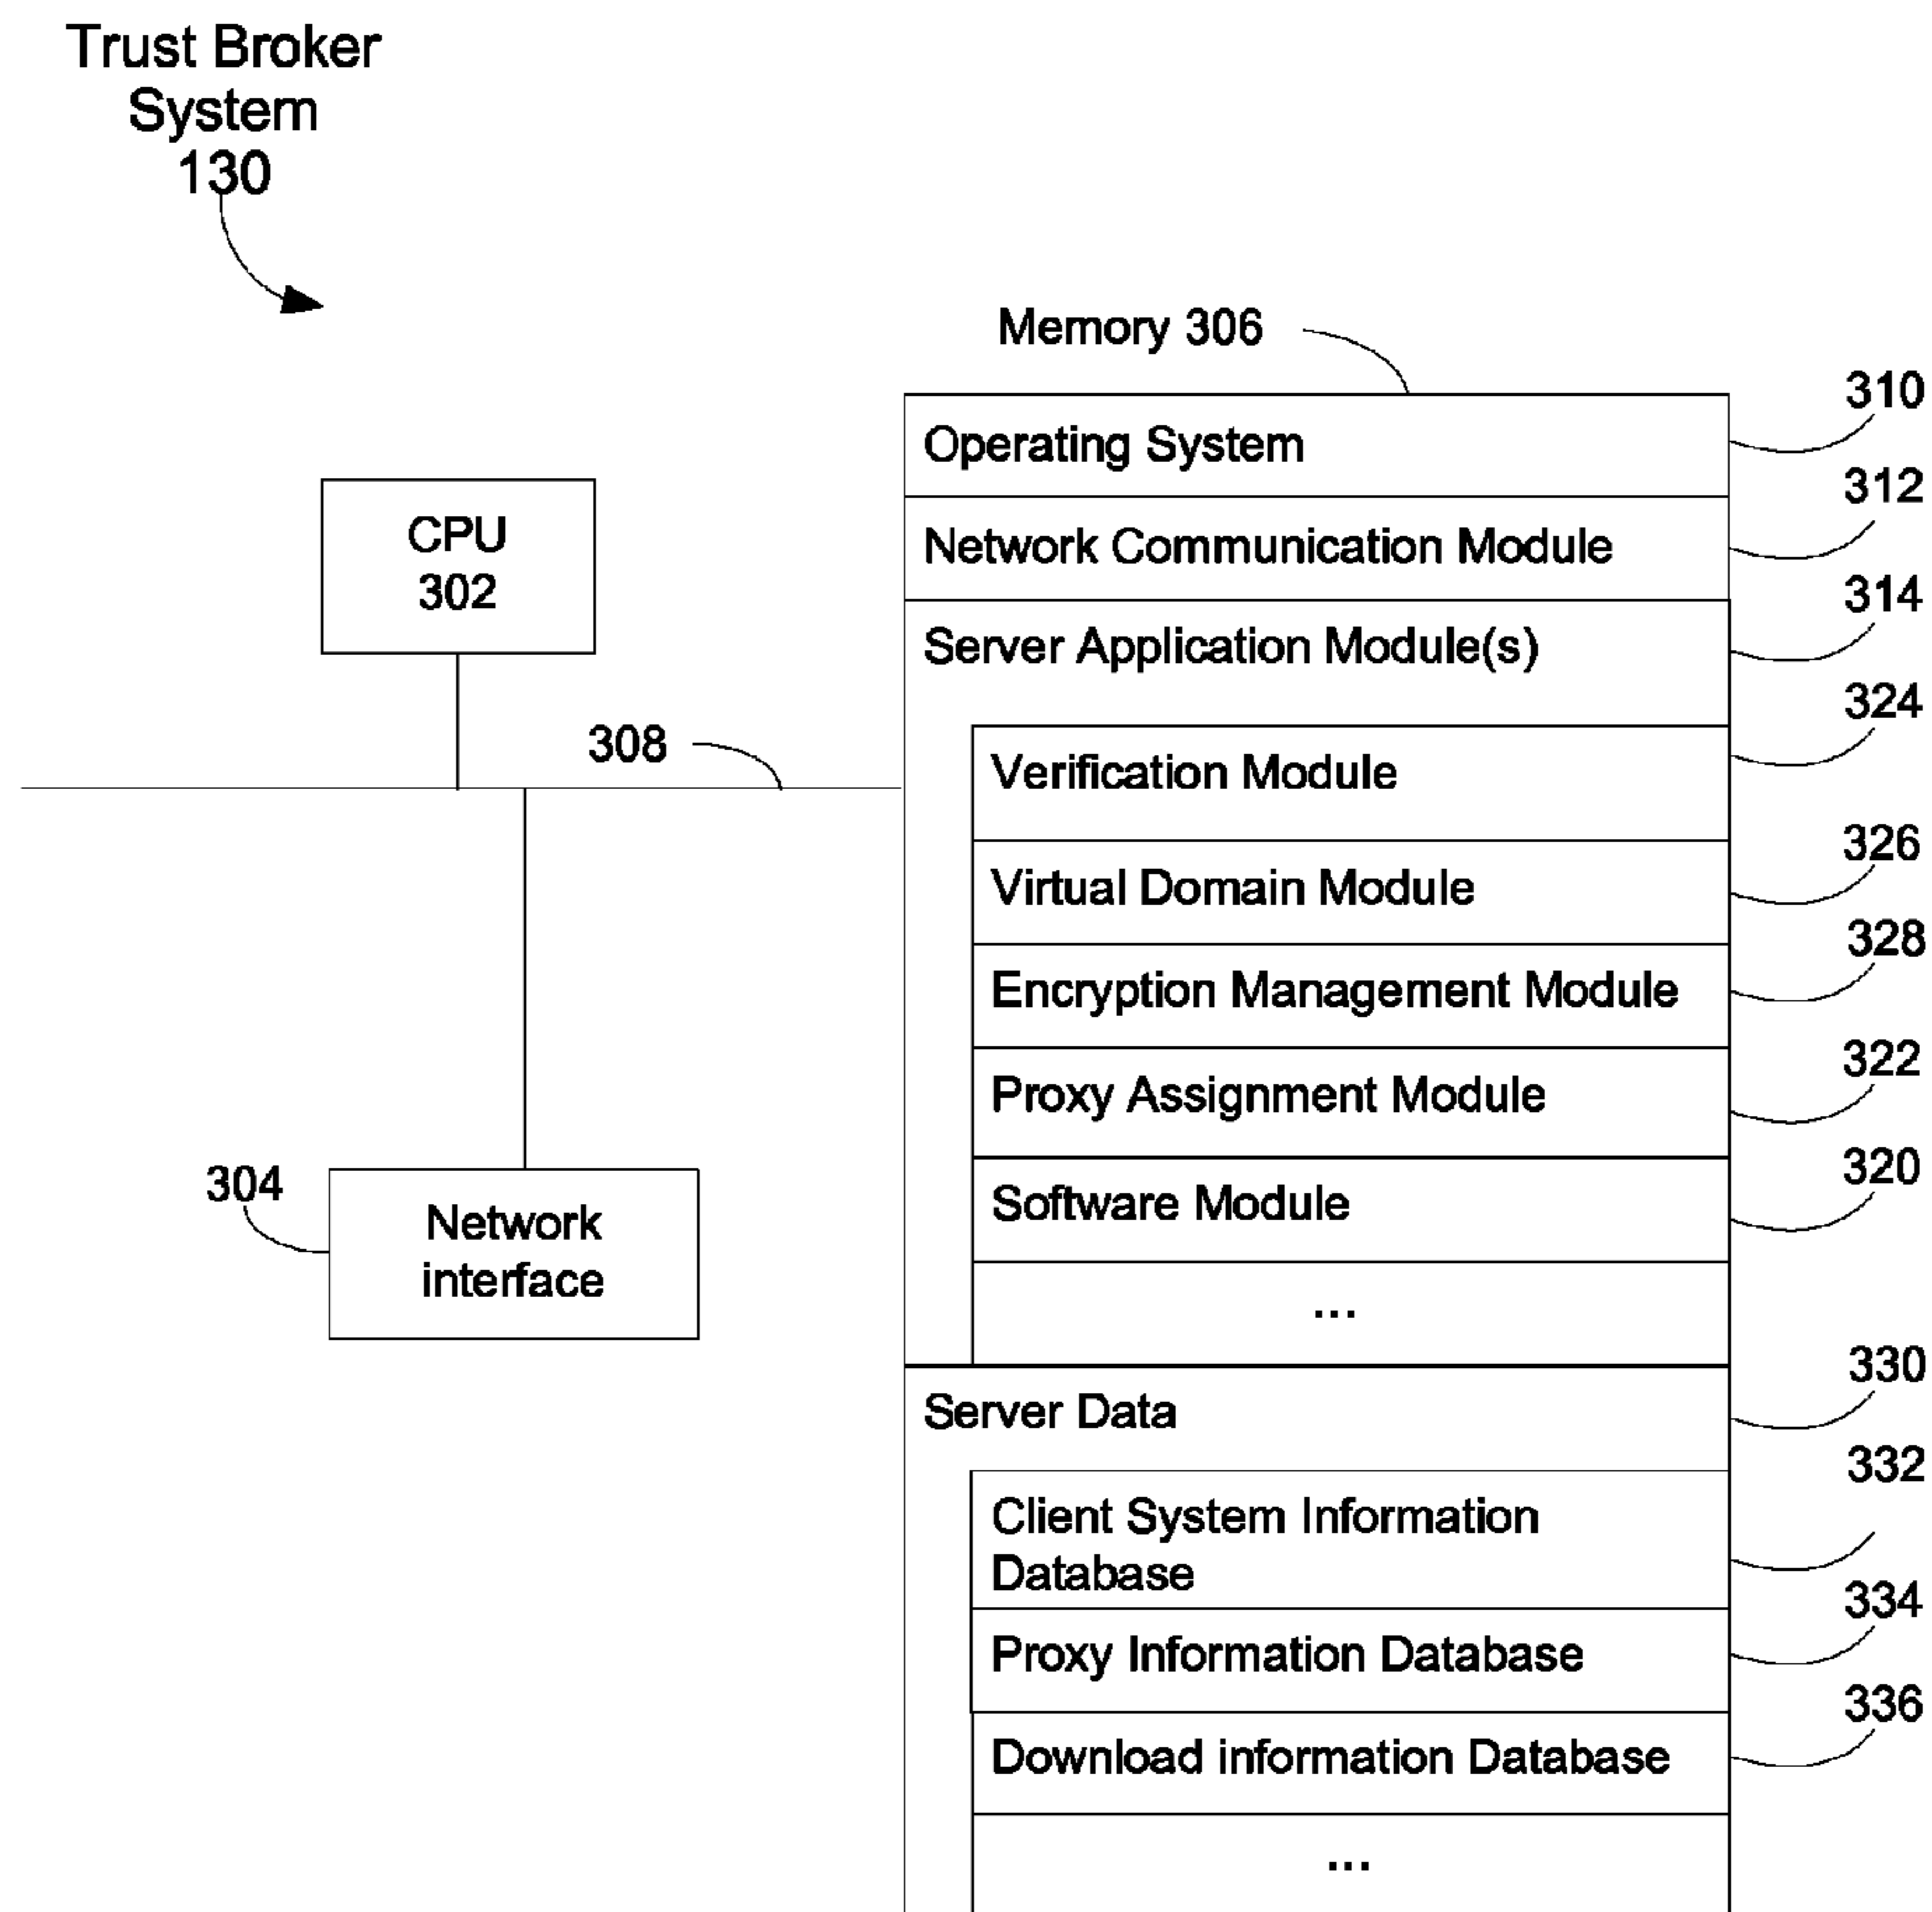 Trust Broker
System
130
Memory 306
310
Operating System
312
CPU
302
Network Communication Module
314
Server Application Module(s)
324
308
Verification Module
326
Virtual Domain Module
328
Encryption Management Module
322
Proxy Assignment Module
320
304
Software Module
Network
interface
...
330
Server Data
332
Client System Information
Database
334
Proxy Information Database
336
Download information Database
...